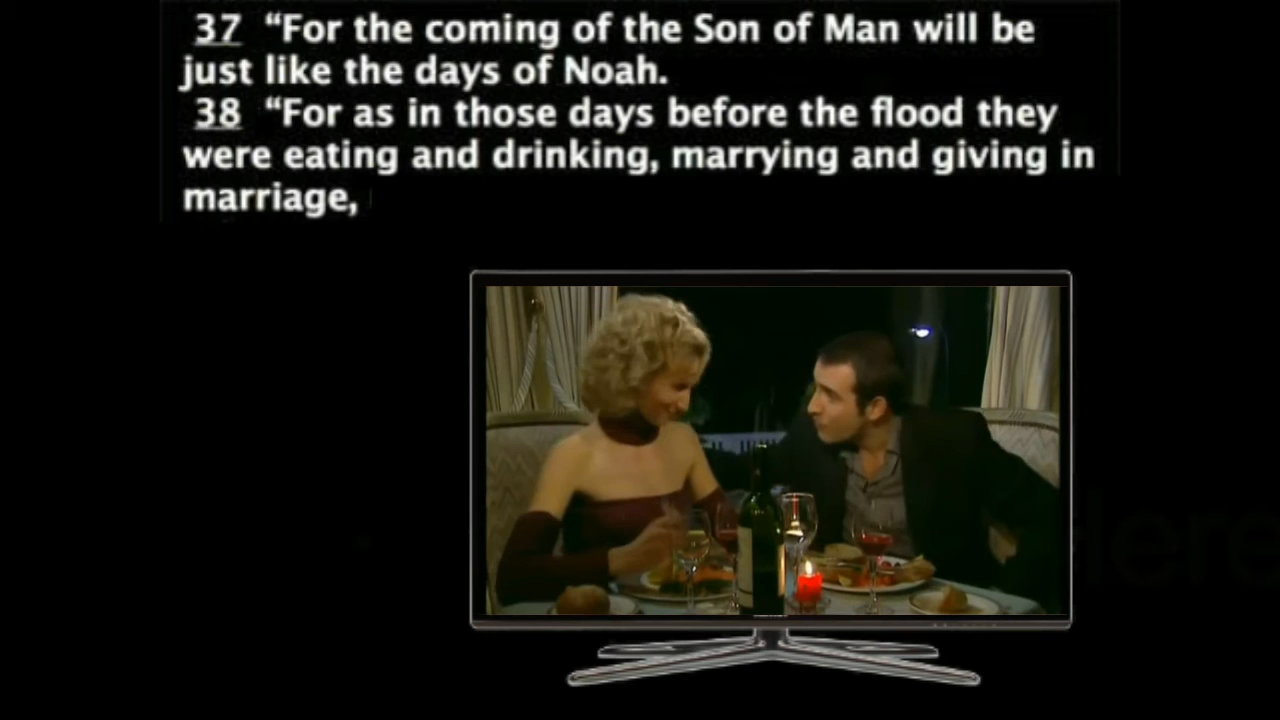 37 “For the coming of the Son of Man will be
just like the days of Noah.
38 “For as in those days before the flood they
were eating and drinking, marrying and giving in
marriage,